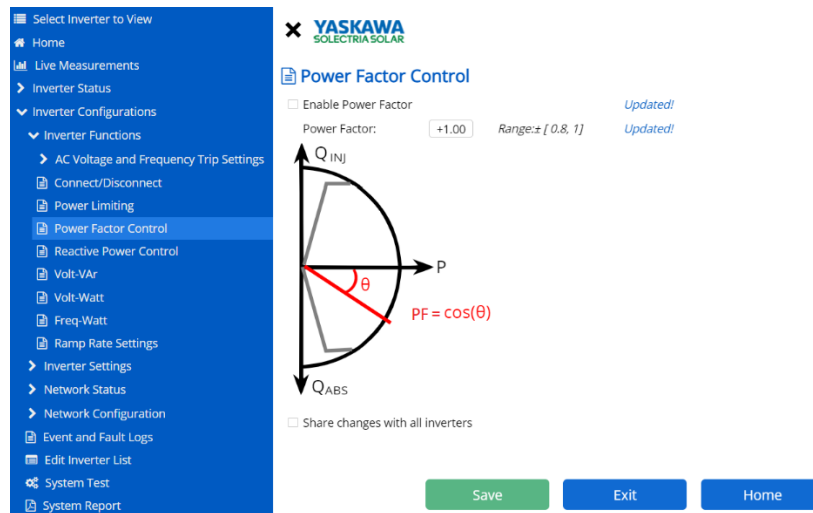 Select Inverter to View
Home
Live Measurements
Inverter Status
Inverter Configurations
Inverter Functions
AC Voltage and Frequency Trip Settings
Connect/Disconnect
Power Limiting
Power Factor Control
Reactive Power Control
Volt-VAr
Volt-Watt
Freq-Watt
Ramp Rate Settings
Inverter Settings
Network Status
Network Configuration
Event and Fault Logs
Edit Inverter List
System Test
System Report
YASKAWA
SOLECTRIA SOLAR
Power Factor Control
Enable Power Factor Updated!
Power Factor: +1.00 Range:± [ 0.8, 1] Updated!
Q INJ
P
θ
PF = cos(θ)
QABS
Share changes with all inverters
Save Exit Home